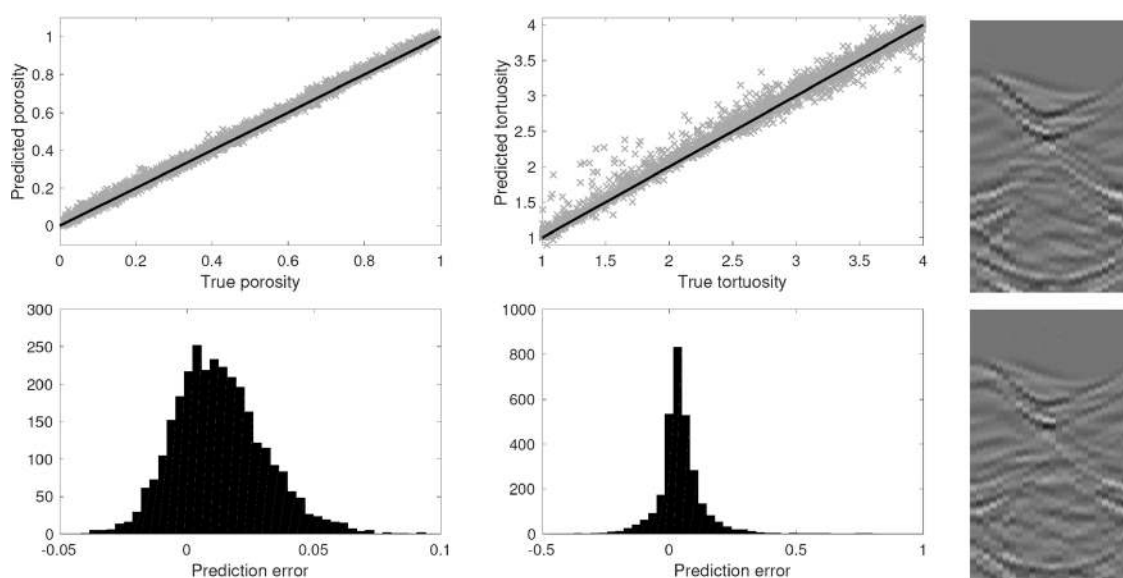 Predicted porosity
1
0.8
0.6
0.4
0.2
0
0 0.2 0.4 0.6 0.8 1
True porosity
Predicted tortuosity
4
3.5
3
2.5
2
1.5
1
1 1.5 2 2.5 3 3.5 4
True tortuosity
300
250
200
150
100
50
0
-0.05 0 0.05 0.1
Prediction error
1000
800
600
400
200
0
-0.5 0 0.5 1
Prediction error